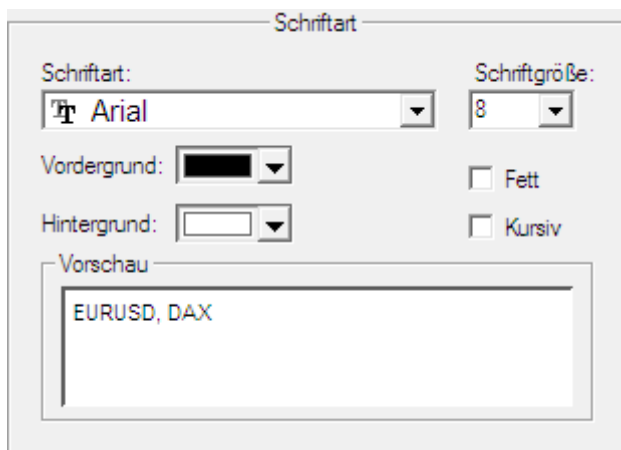 Schriftart
Schriftart: Schriftgröße:
Arial 8
Vordergrund: Fett
Hintergrund: Kursiv
Vorschau
EURUSD, DAX